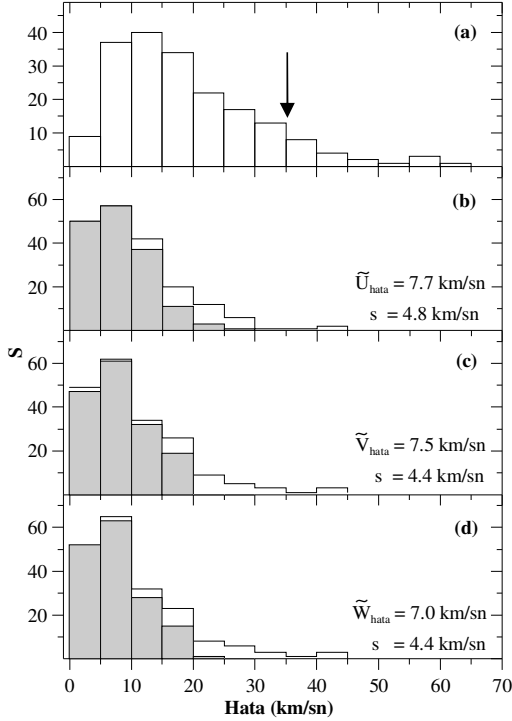 40
30
20
10
(a)
60
40
20
(b)
Ũhata = 7.7 km/sn
s = 4.8 km/sn
S
60
40
20
(c)
Ṽhata = 7.5 km/sn
s = 4.4 km/sn
60
40
20
(d)
W̃hata = 7.0 km/sn
s = 4.4 km/sn
0 10 20 30 40 50 60 70
Hata (km/sn)